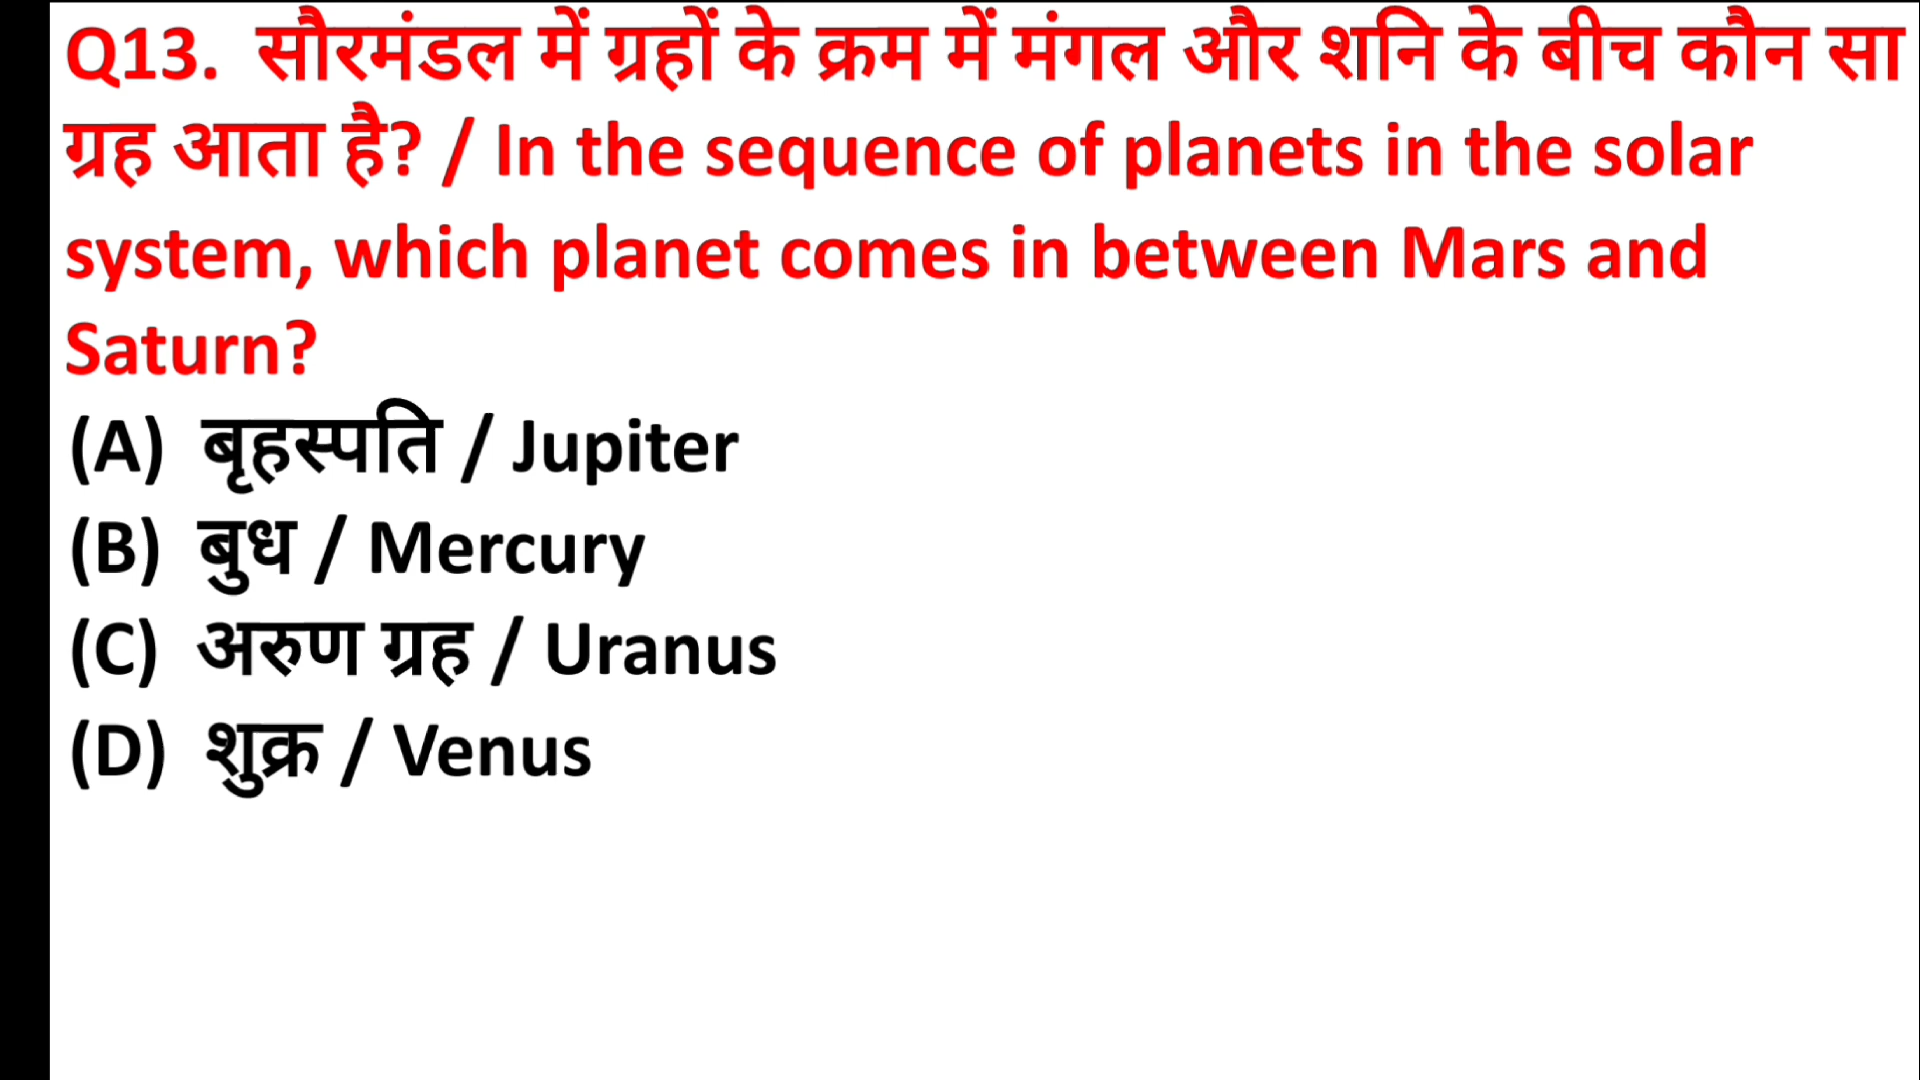 Q13. सौरमंडल में ग्रहों के क्रम में मंगल और शनि के बीच कौन सा
ग्रह आता है? / In the sequence of planets in the solar
system, which planet comes in between Mars and
Saturn?
(A) बृहस्पति / Jupiter
(B) बुध / Mercury
(C) अरुण ग्रह / Uranus
(D) शुक्र / Venus